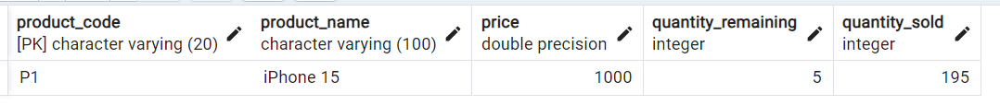 product_code product_name price quantity_remaining quantity_sold
[PK] character varying (20) character varying (100) double precision integer integer
P1 iPhone 15 1000 5 195